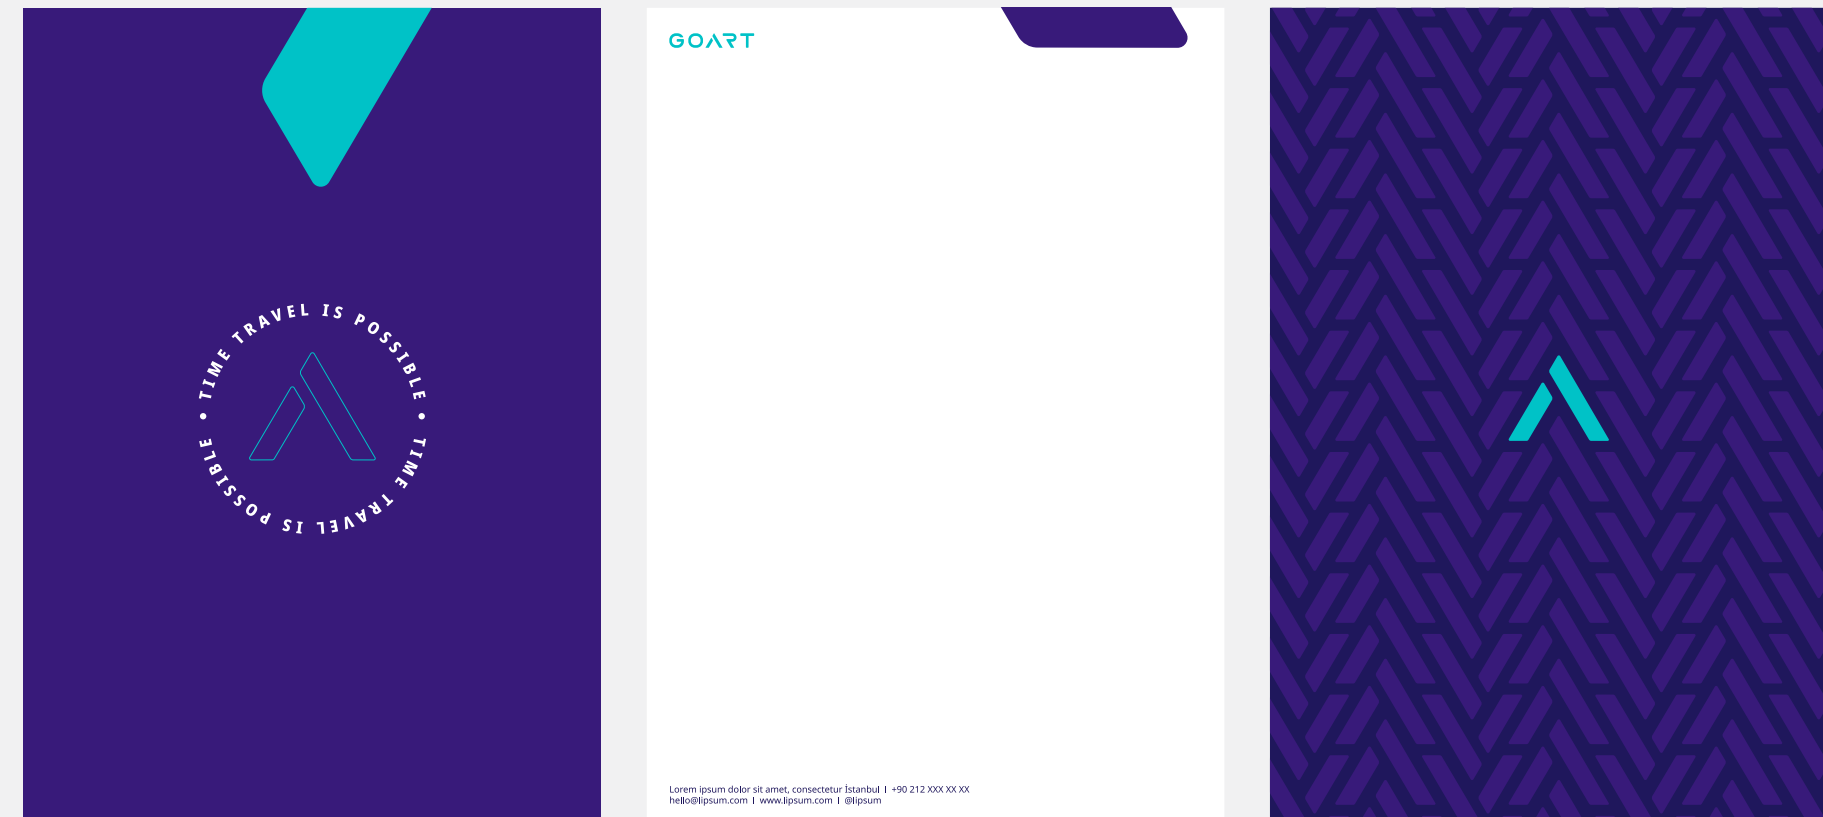 TIME TRAVEL IS POSSIBLE • TIME TRAVEL IS POSSIBLE •
GOART
Lorem ipsum dolor sit amet, consectetur İstanbul | +90 212 XXX XX XX
hello@lipsum.com | www.lipsum.com | @lipsum